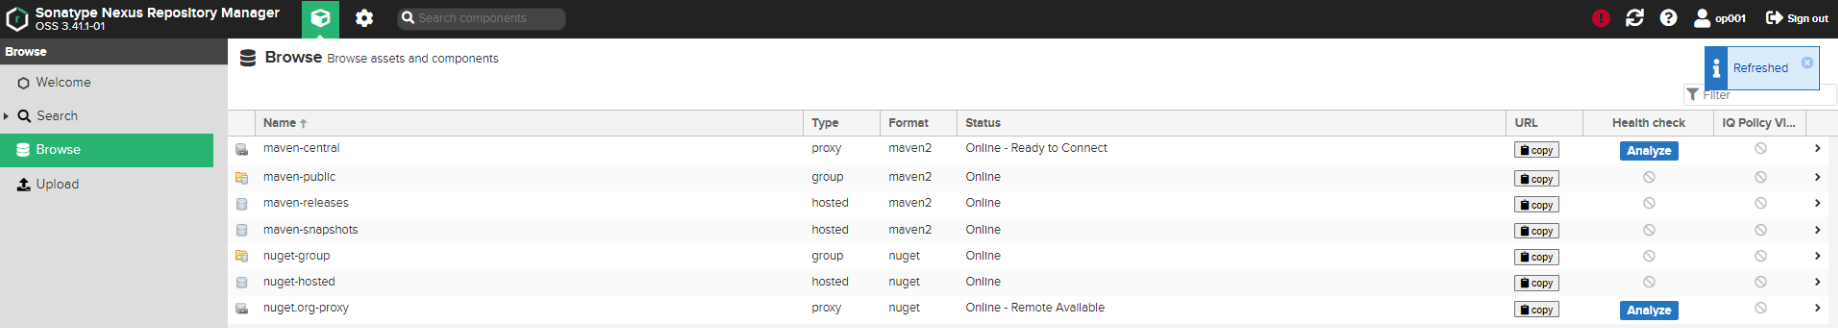 Sonatype Nexus Repository Manager
OSS 3.41.1-01
Search components
op001
Sign out
Browse
Welcome
Search
Browse
Upload
Browse Browse assets and components
Refreshed
Filter
Name Type Format Status URL Health check IQ Policy Vi...
maven-central proxy maven2 Online - Ready to Connect copy Analyze
maven-public group maven2 Online copy
maven-releases hosted maven2 Online copy
maven-snapshots hosted maven2 Online copy
nuget-group group nuget Online copy
nuget-hosted hosted nuget Online copy
nuget.org-proxy proxy nuget Online - Remote Available copy Analyze